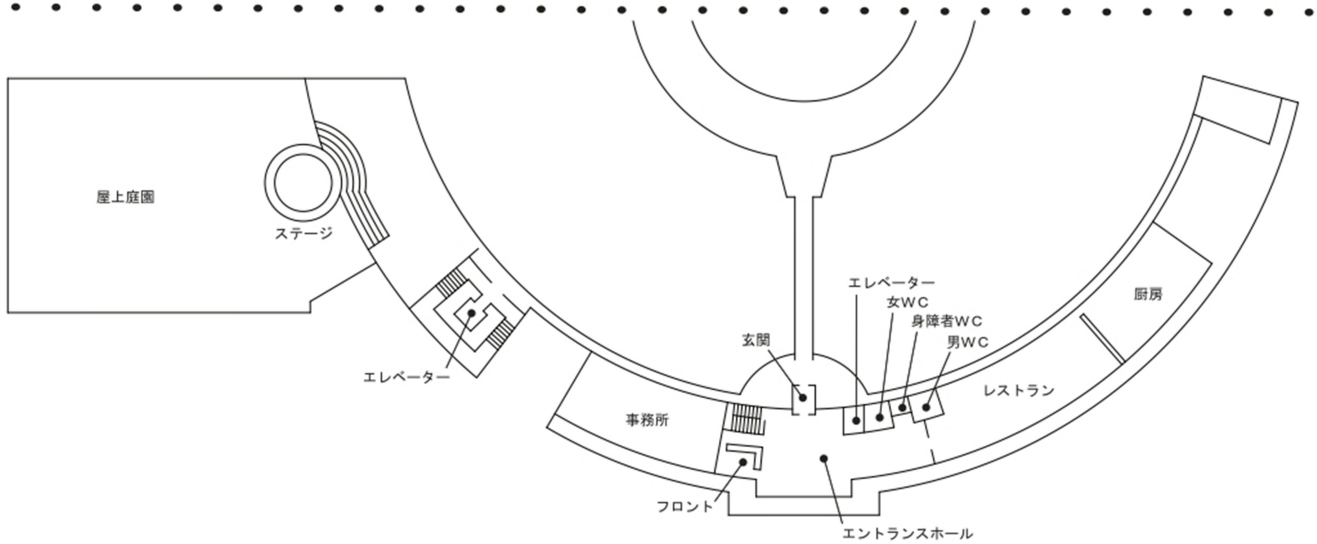 屋上庭園
ステージ
エレベーター
事務所
フロント
玄関
エレベーター
女WC
身障者WC
男WC
レストラン
厨房
エントランスホール